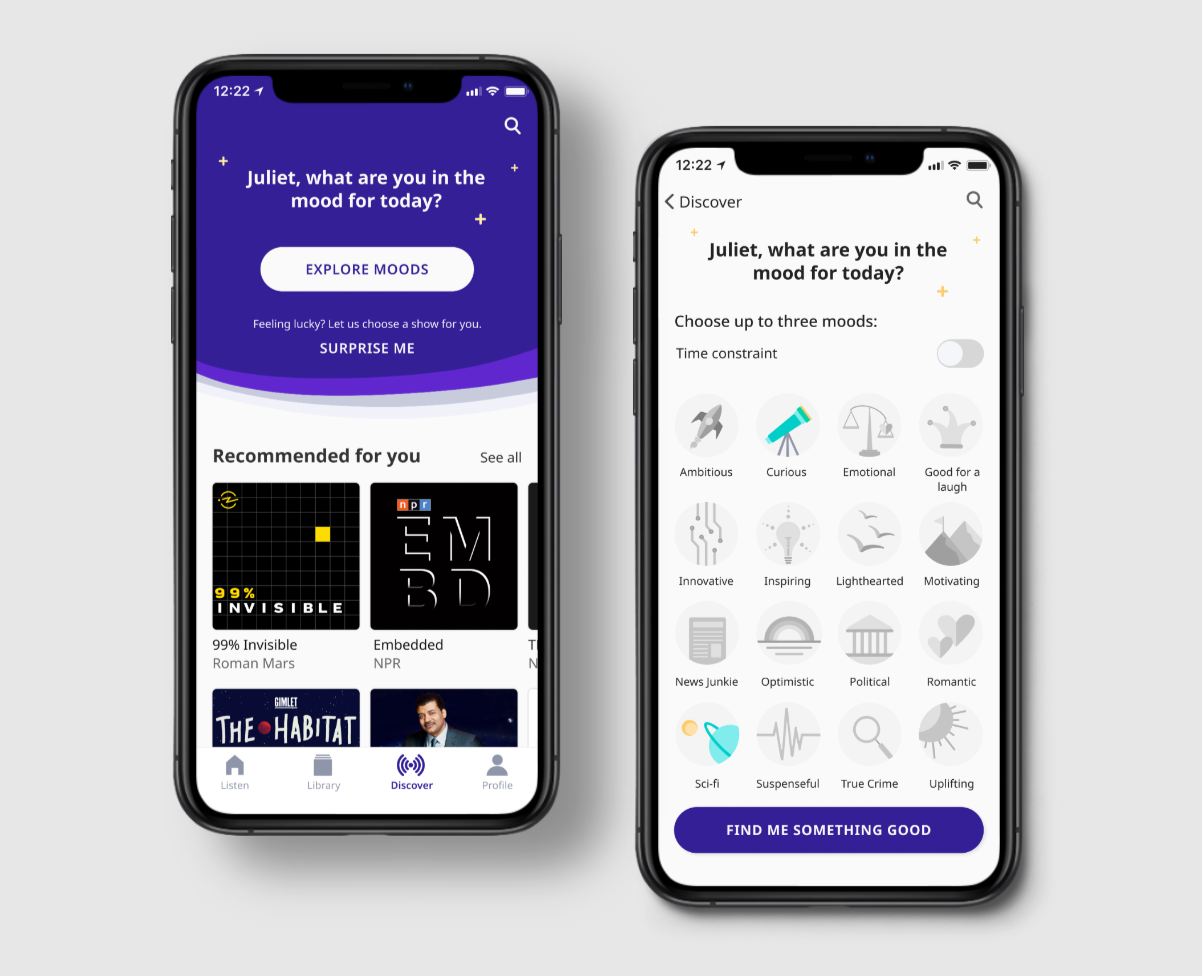 12:22
Juliet, what are you in the
mood for today?
EXPLORE MOODS
Feeling lucky? Let us choose a show for you.
SURPRISE ME
Recommended for you
See all
99%
INVISIBLE
npr
EM
BD
99% Invisible
Roman Mars
Embedded
NPR
GIMLET
THE HABITAT
Listen
Library
Discover
Profile
12:22
Discover
Juliet, what are you in the
mood for today?
Choose up to three moods:
Time constraint
Ambitious
Curious
Emotional
Good for a
laugh
Innovative
Inspiring
Lighthearted
Motivating
News Junkie
Optimistic
Political
Romantic
Sci-fi
Suspenseful
True Crime
Uplifting
FIND ME SOMETHING GOOD